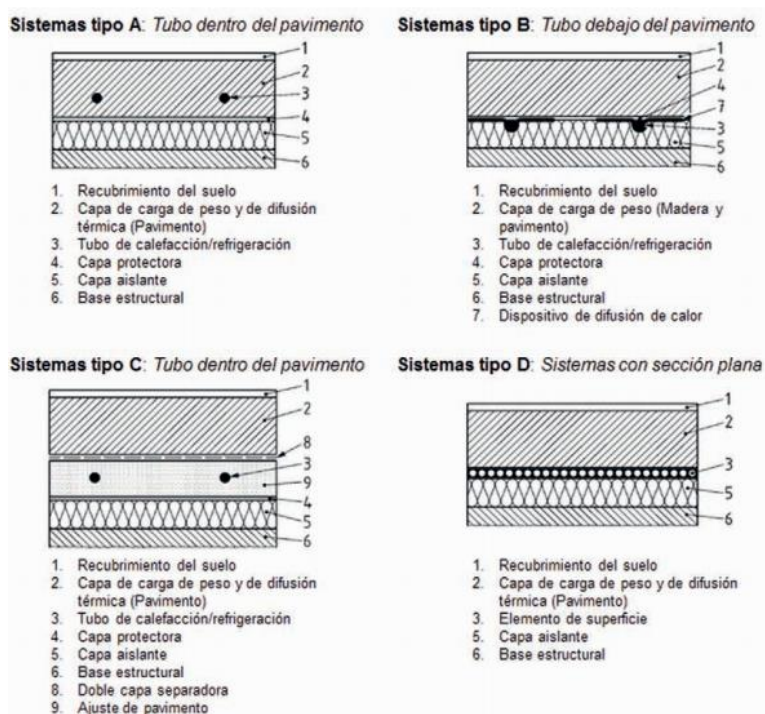 Sistemas tipo A: Tubo dentro del pavimento
1
2
3
4
5
6
1. Recubrimiento del suelo
2. Capa de carga de peso y de difusión
térmica (Pavimento)
3. Tubo de calefacción/refrigeración
4. Capa protectora
5. Capa aislante
6. Base estructural
Sistemas tipo B: Tubo debajo del pavimento
1
2
4
7
3
5
6
1. Recubrimiento del suelo
2. Capa de carga de peso (Madera y
pavimento)
3. Tubo de calefacción/refrigeración
4. Capa protectora
5. Capa aislante
6. Base estructural
7. Dispositivo de difusión de calor
Sistemas tipo C: Tubo dentro del pavimento
1
2
8
3
9
4
5
6
1. Recubrimiento del suelo
2. Capa de carga de peso y de difusión
térmica (Pavimento)
3. Tubo de calefacción/refrigeración
4. Capa protectora
5. Capa aislante
6. Base estructural
8. Doble capa separadora
9. Ajuste de pavimento
Sistemas tipo D: Sistemas con sección plana
1
2
3
5
6
1. Recubrimiento del suelo
2. Capa de carga de peso y de difusión
térmica (Pavimento)
3. Elemento de superficie
5. Capa aislante
6. Base estructural